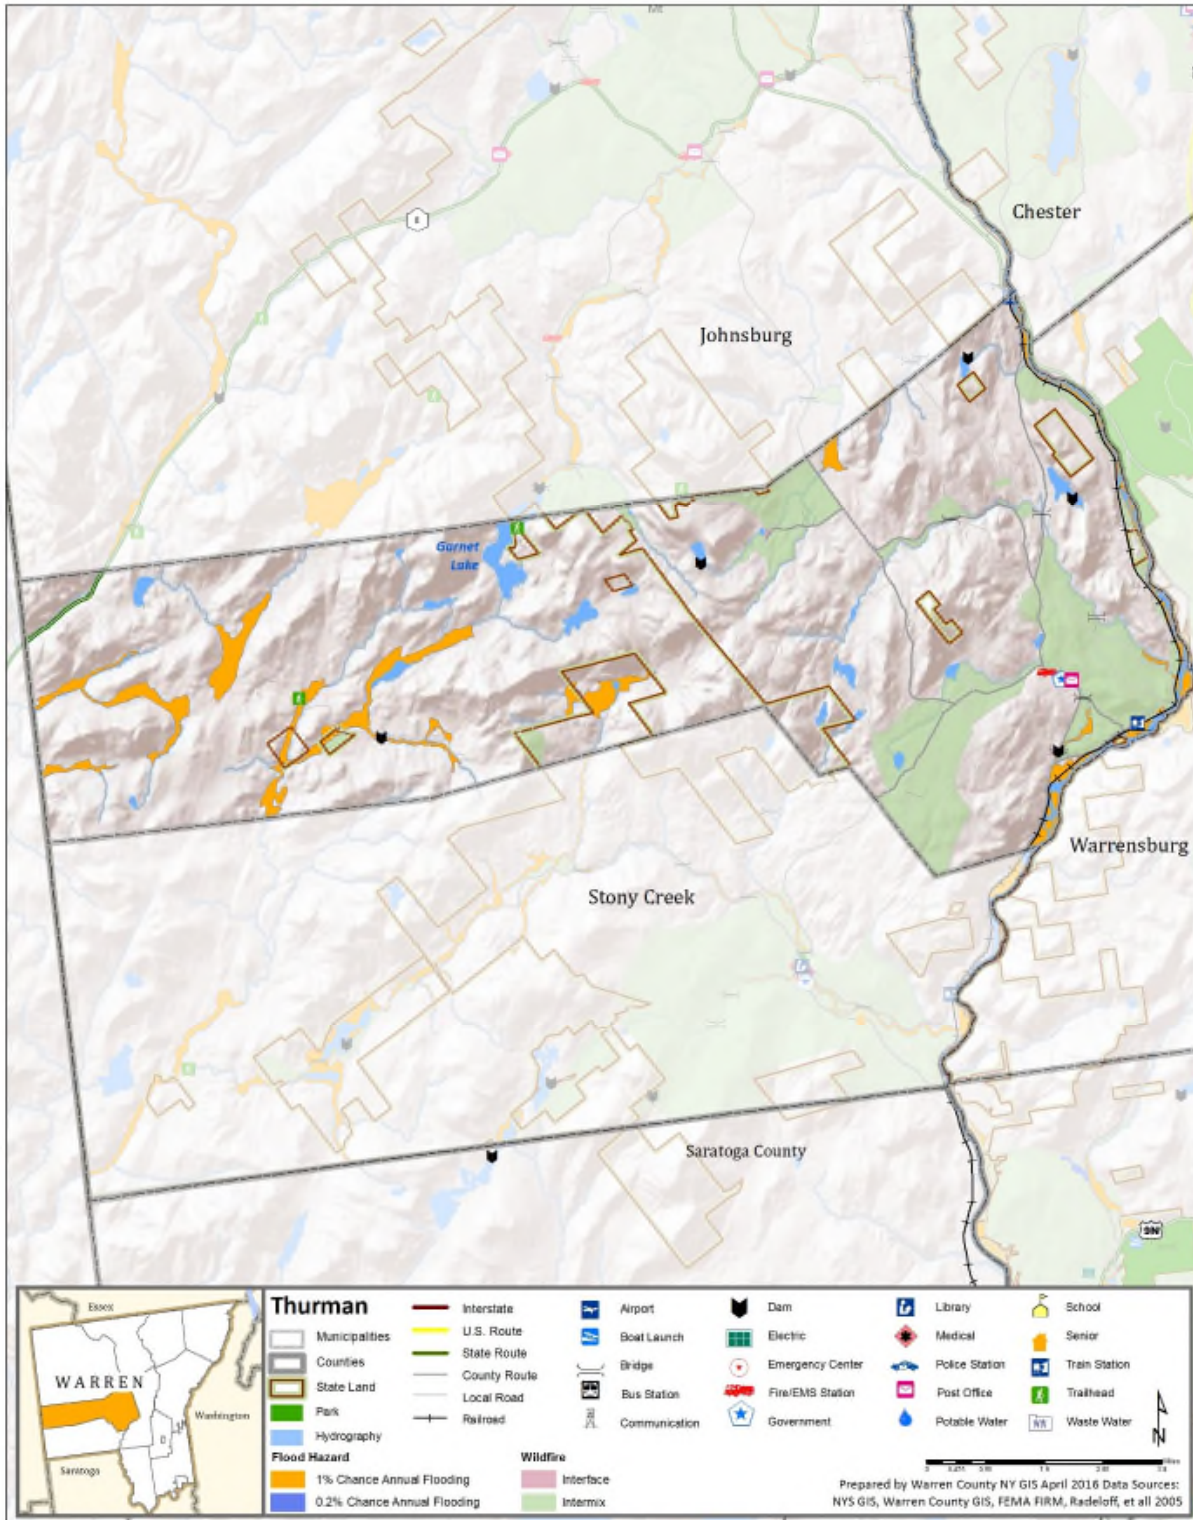 Mt
8
Chester
Johnsburg
Garnet
Lake
Warrensburg
Stony Creek
Saratoga County
9N
Essex
WARREN
Washington
Saratoga
Thurman
Municipalities
Counties
State Land
Park
Hydrography
Flood Hazard
1% Chance Annual Flooding
0.2% Chance Annual Flooding
Interstate
U.S. Route
State Route
County Route
Local Road
Railroad
Wildfire
Interface
Intermix
Airport
Boat Launch
Bridge
Bus Station
Communication
Dam
Electric
Emergency Center
Fire/EMS Station
Government
Library
Medical
Police Station
Post Office
Potable Water
School
Senior
Train Station
Trailhead
Waste Water
N
Prepared by Warren County NY GIS April 2016 Data Sources:
NYS GIS, Warren County GIS, FEMA FIRM, Radeloff, et all 2005